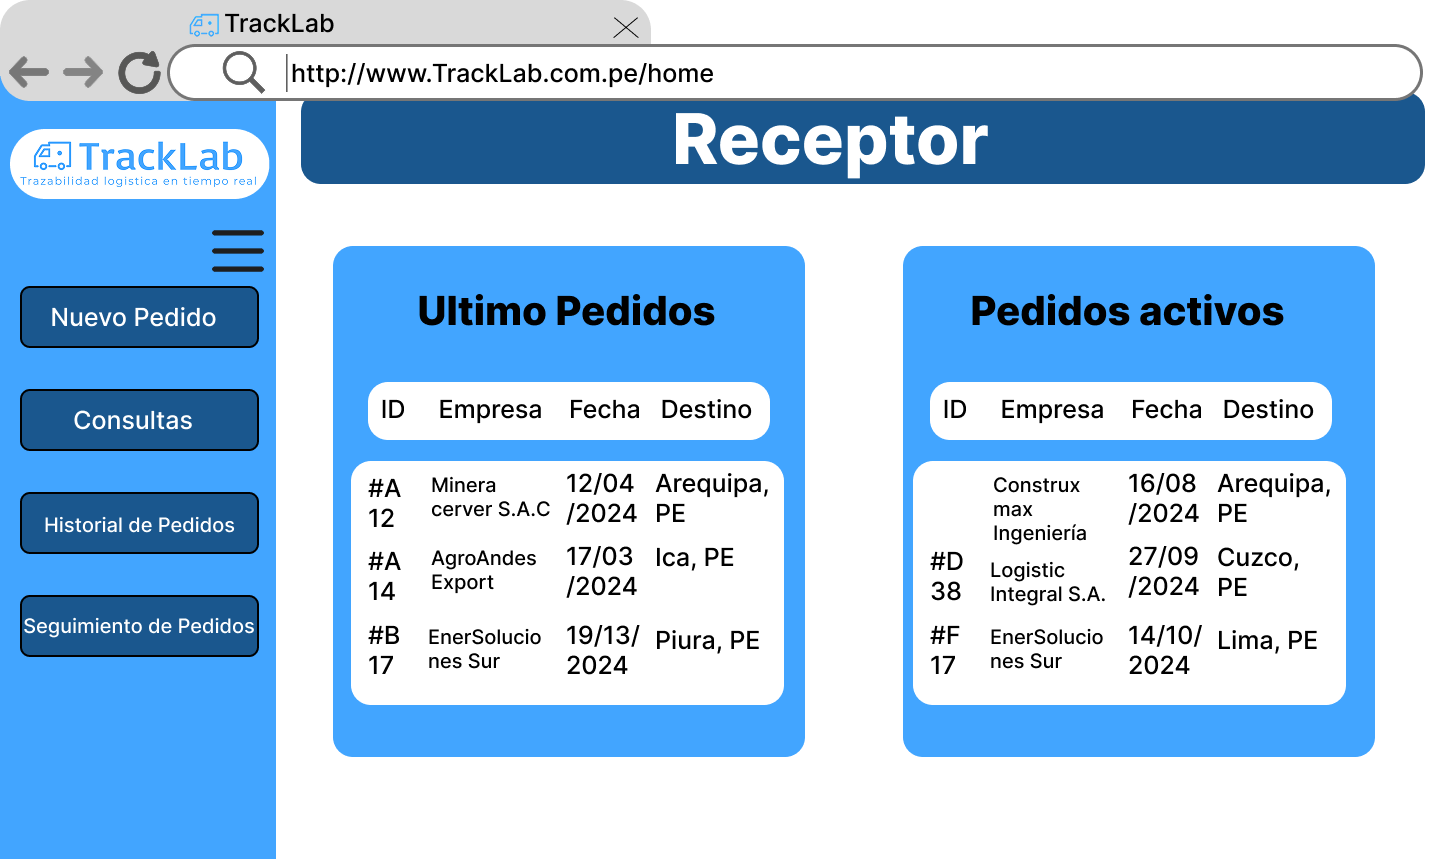 TrackLab
http://www.TrackLab.com.pe/home
TrackLab
Trazabilidad logistica en tiempo real
Receptor
Nuevo Pedido
Consultas
Historial de Pedidos
Seguimiento de Pedidos
Ultimo Pedidos
ID Empresa Fecha Destino
#A Minera 12/04 Arequipa,
12 cerver S.A.C /2024 PE
#A AgroAndes 17/03 Ica, PE
14 Export /2024
#B EnerSolucio 19/13/ Piura, PE
17 nes Sur 2024
Pedidos activos
ID Empresa Fecha Destino
Construx 16/08 Arequipa,
max /2024 PE
Ingeniería
#D Logistic 27/09 Cuzco,
38 Integral S.A. /2024 PE
#F EnerSolucio 14/10/ Lima, PE
17 nes Sur 2024